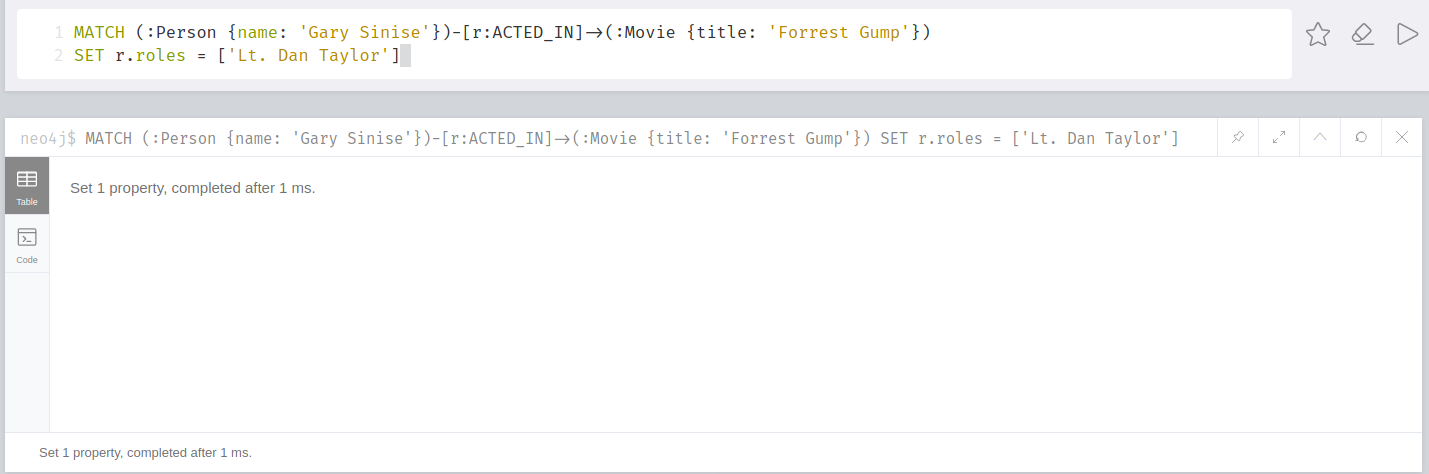 1 MATCH (:Person {name: 'Gary Sinise'})-[r:ACTED_IN]→(:Movie {title: 'Forrest Gump'})
2 SET r.roles = ['Lt. Dan Taylor']
neo4j$ MATCH (:Person {name: 'Gary Sinise'})-[r:ACTED_IN]→(:Movie {title: 'Forrest Gump'}) SET r.roles = ['Lt. Dan Taylor']
Set 1 property, completed after 1 ms.
Table
Code
Set 1 property, completed after 1 ms.